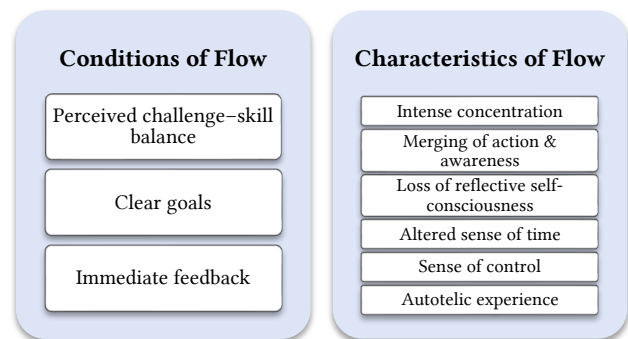 Conditions of Flow
Perceived challenge–skill
balance
Clear goals
Immediate feedback
Characteristics of Flow
Intense concentration
Merging of action &
awareness
Loss of reflective self-
consciousness
Altered sense of time
Sense of control
Autotelic experience